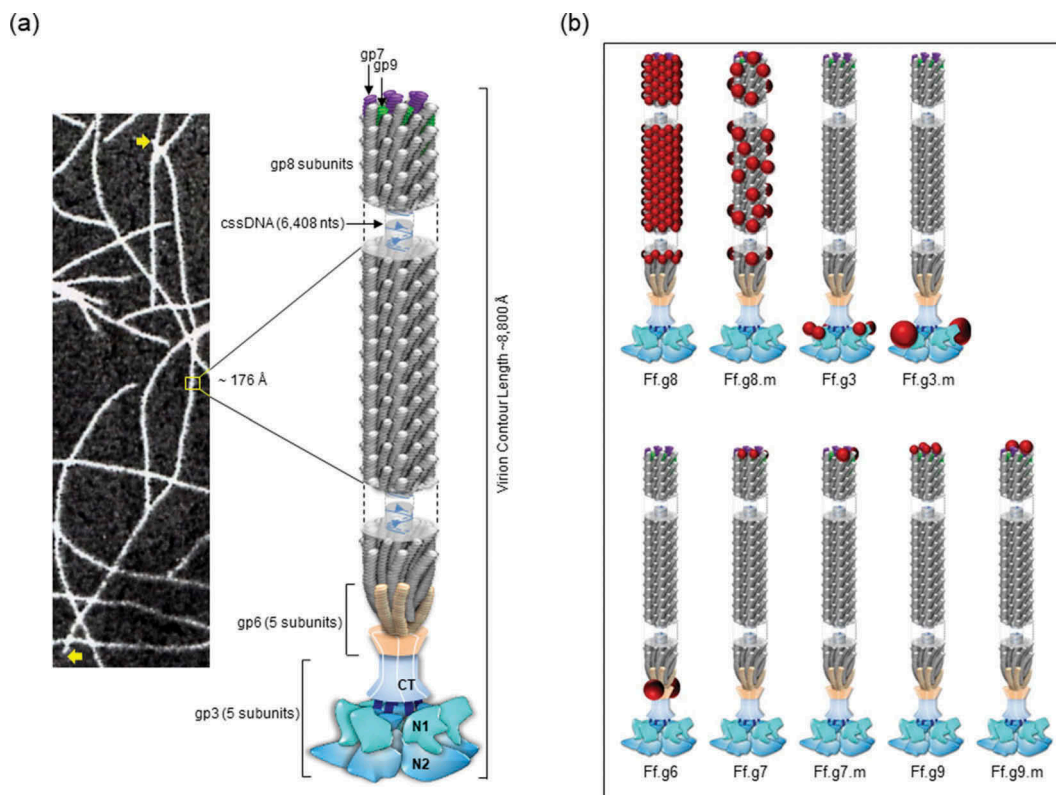 (a)
gp7
gp9
gp8 subunits
cssDNA (6,408 nts)
~ 176 Å
Virion Contour Length ~8,800 Å
gp6 (5 subunits)
gp3 (5 subunits)
CT
N1
N2
(b)
Ff.g8
Ff.g8.m
Ff.g3
Ff.g3.m
Ff.g6
Ff.g7
Ff.g7.m
Ff.g9
Ff.g9.m